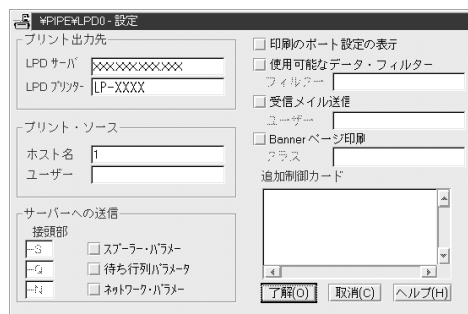 ¥PIPE¥LPD0 - 設定
プリント出力先
LPD サーバ XXX.XXX.XXX.XXX
LPD プリンター LP-XXXX
プリント・ソース
ホスト名 1
ユーザー
サーバーへの送信
接頭部
-S スプーラー・パラメー
-Q 待ち行列パラメータ
-N ネットワーク・パラメー
印刷のポート設定の表示
使用可能なデータ・フィルター
フィルター
受信メイル送信
ユーザー
Banner ページ印刷
クラス
追加制御カード
了解(O) 取消(C) ヘルプ(H)